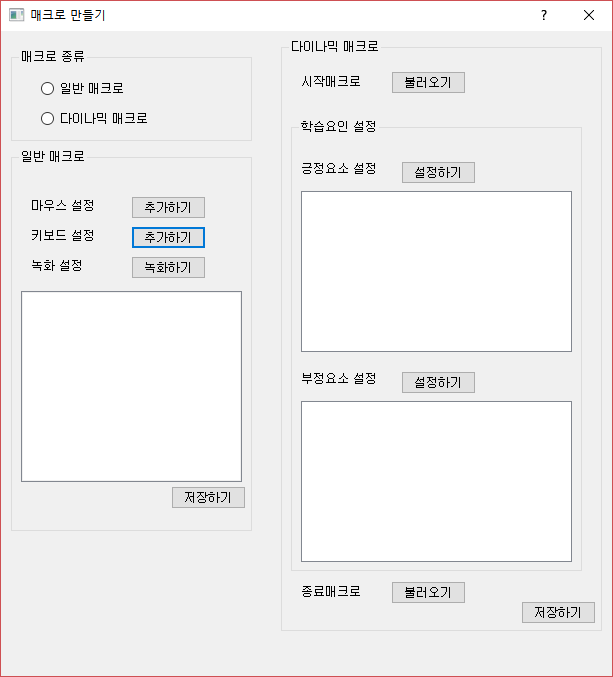 매크로 만들기
매크로 종류
일반 매크로
다이나믹 매크로
일반 매크로
마우스 설정 추가하기
키보드 설정 추가하기
녹화 설정 녹화하기
저장하기
다이나믹 매크로
시작매크로 불러오기
학습요인 설정
긍정요소 설정 설정하기
부정요소 설정 설정하기
종료매크로 불러오기
저장하기